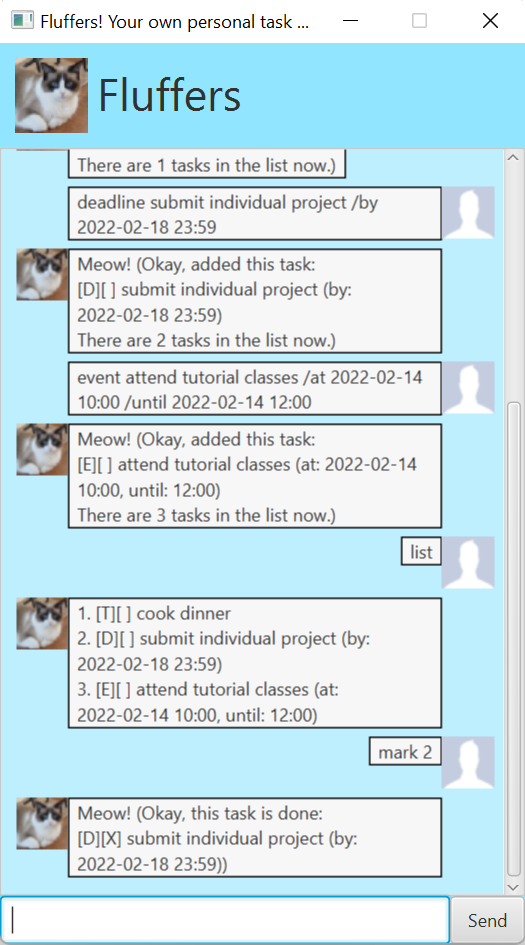 Fluffers! Your own personal task ...
Fluffers
There are 1 tasks in the list now.)
deadline submit individual project /by
2022-02-18 23:59
Meow! (Okay, added this task:
[D][ ] submit individual project (by:
2022-02-18 23:59)
There are 2 tasks in the list now.)
event attend tutorial classes /at 2022-02-14
10:00 /until 2022-02-14 12:00
Meow! (Okay, added this task:
[E][ ] attend tutorial classes (at: 2022-02-14
10:00, until: 12:00)
There are 3 tasks in the list now.)
list
1. [T][ ] cook dinner
2. [D][ ] submit individual project (by:
2022-02-18 23:59)
3. [E][ ] attend tutorial classes (at:
2022-02-14 10:00, until: 12:00)
mark 2
Meow! (Okay, this task is done:
[D][X] submit individual project (by:
2022-02-18 23:59))
Send